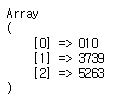 Array
(
    [0] => 010
    [1] => 3739
    [2] => 5263
)